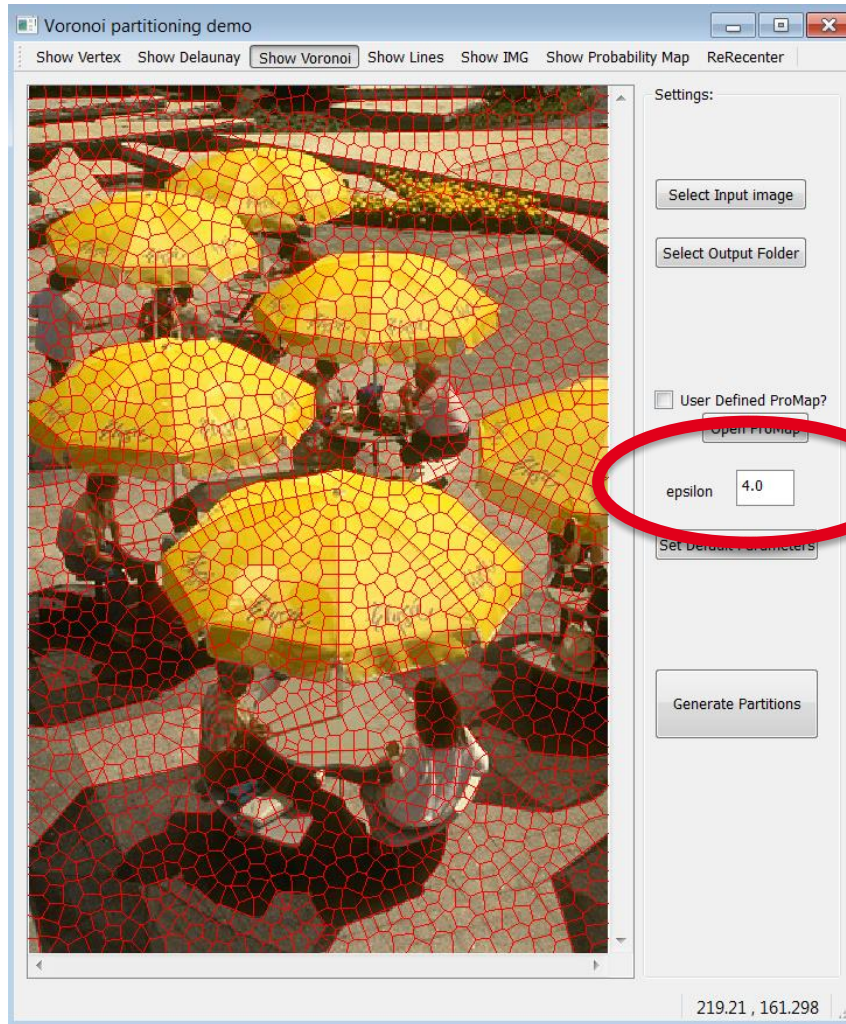 Voronoi partitioning demo
Show Vertex Show Delaunay Show Voronoi Show Lines Show IMG Show Probability Map ReRecenter
Settings:
Select Input image
Select Output Folder
User Defined ProMap?
Open ProMap
epsilon 4.0
Set Default Parameters
Generate Partitions
219.21 , 161.298